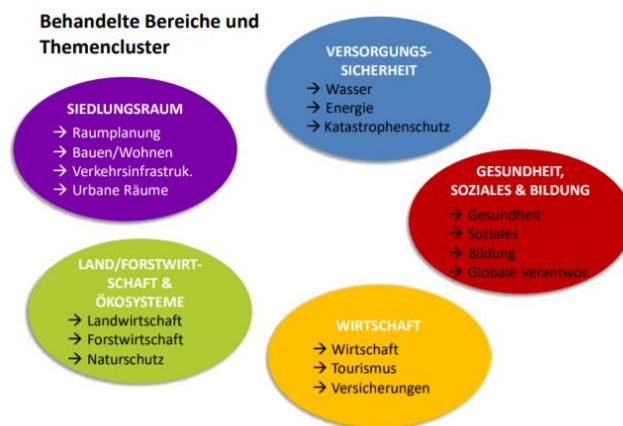 Behandelte Bereiche und
Themencluster
VERSORGUNGS-
SICHERHEIT
→ Wasser
→ Energie
→ Katastrophenschutz
SIEDLUNGSRAUM
→ Raumplanung
→ Bauen/Wohnen
→ Verkehrsinfrastruk.
→ Urbane Räume
GESUNDHEIT,
SOZIALES & BILDUNG
→ Gesundheit
→ Soziales
→ Bildung
→ Globale Verantwor.
LAND/FORSTWIRT-
SCHAFT &
ÖKOSYSTEME
→ Landwirtschaft
→ Forstwirtschaft
→ Naturschutz
WIRTSCHAFT
→ Wirtschaft
→ Tourismus
→ Versicherungen